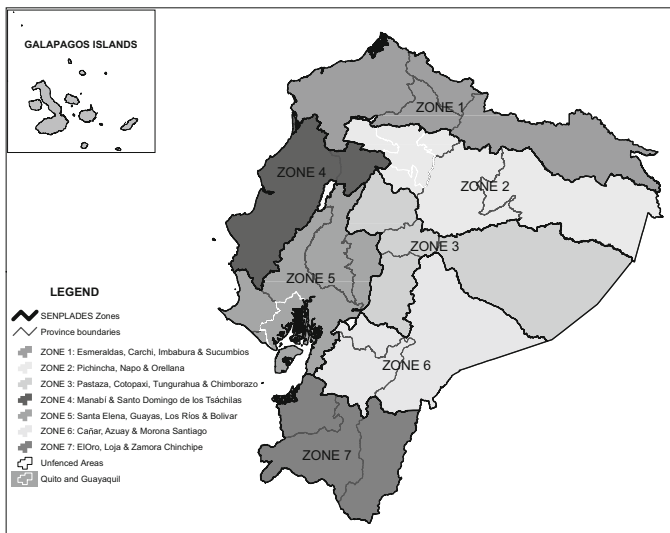 GALAPAGOS ISLANDS
ZONE 1
ZONE 4
ZONE 2
ZONE 3
ZONE 5
ZONE 6
ZONE 7
LEGEND
SENPLADES Zones
Province boundaries
ZONE 1: Esmeraldas, Carchi, Imbabura & Sucumbios
ZONE 2: Pichincha, Napo & Orellana
ZONE 3: Pastaza, Cotopaxi, Tungurahua & Chimborazo
ZONE 4: Manabí & Santo Domingo de los Tsáchilas
ZONE 5: Santa Elena, Guayas, Los Ríos & Bolivar
ZONE 6: Cañar, Azuay & Morona Santiago
ZONE 7: ElOro, Loja & Zamora Chinchipe
Unfenced Areas
Quito and Guayaquil